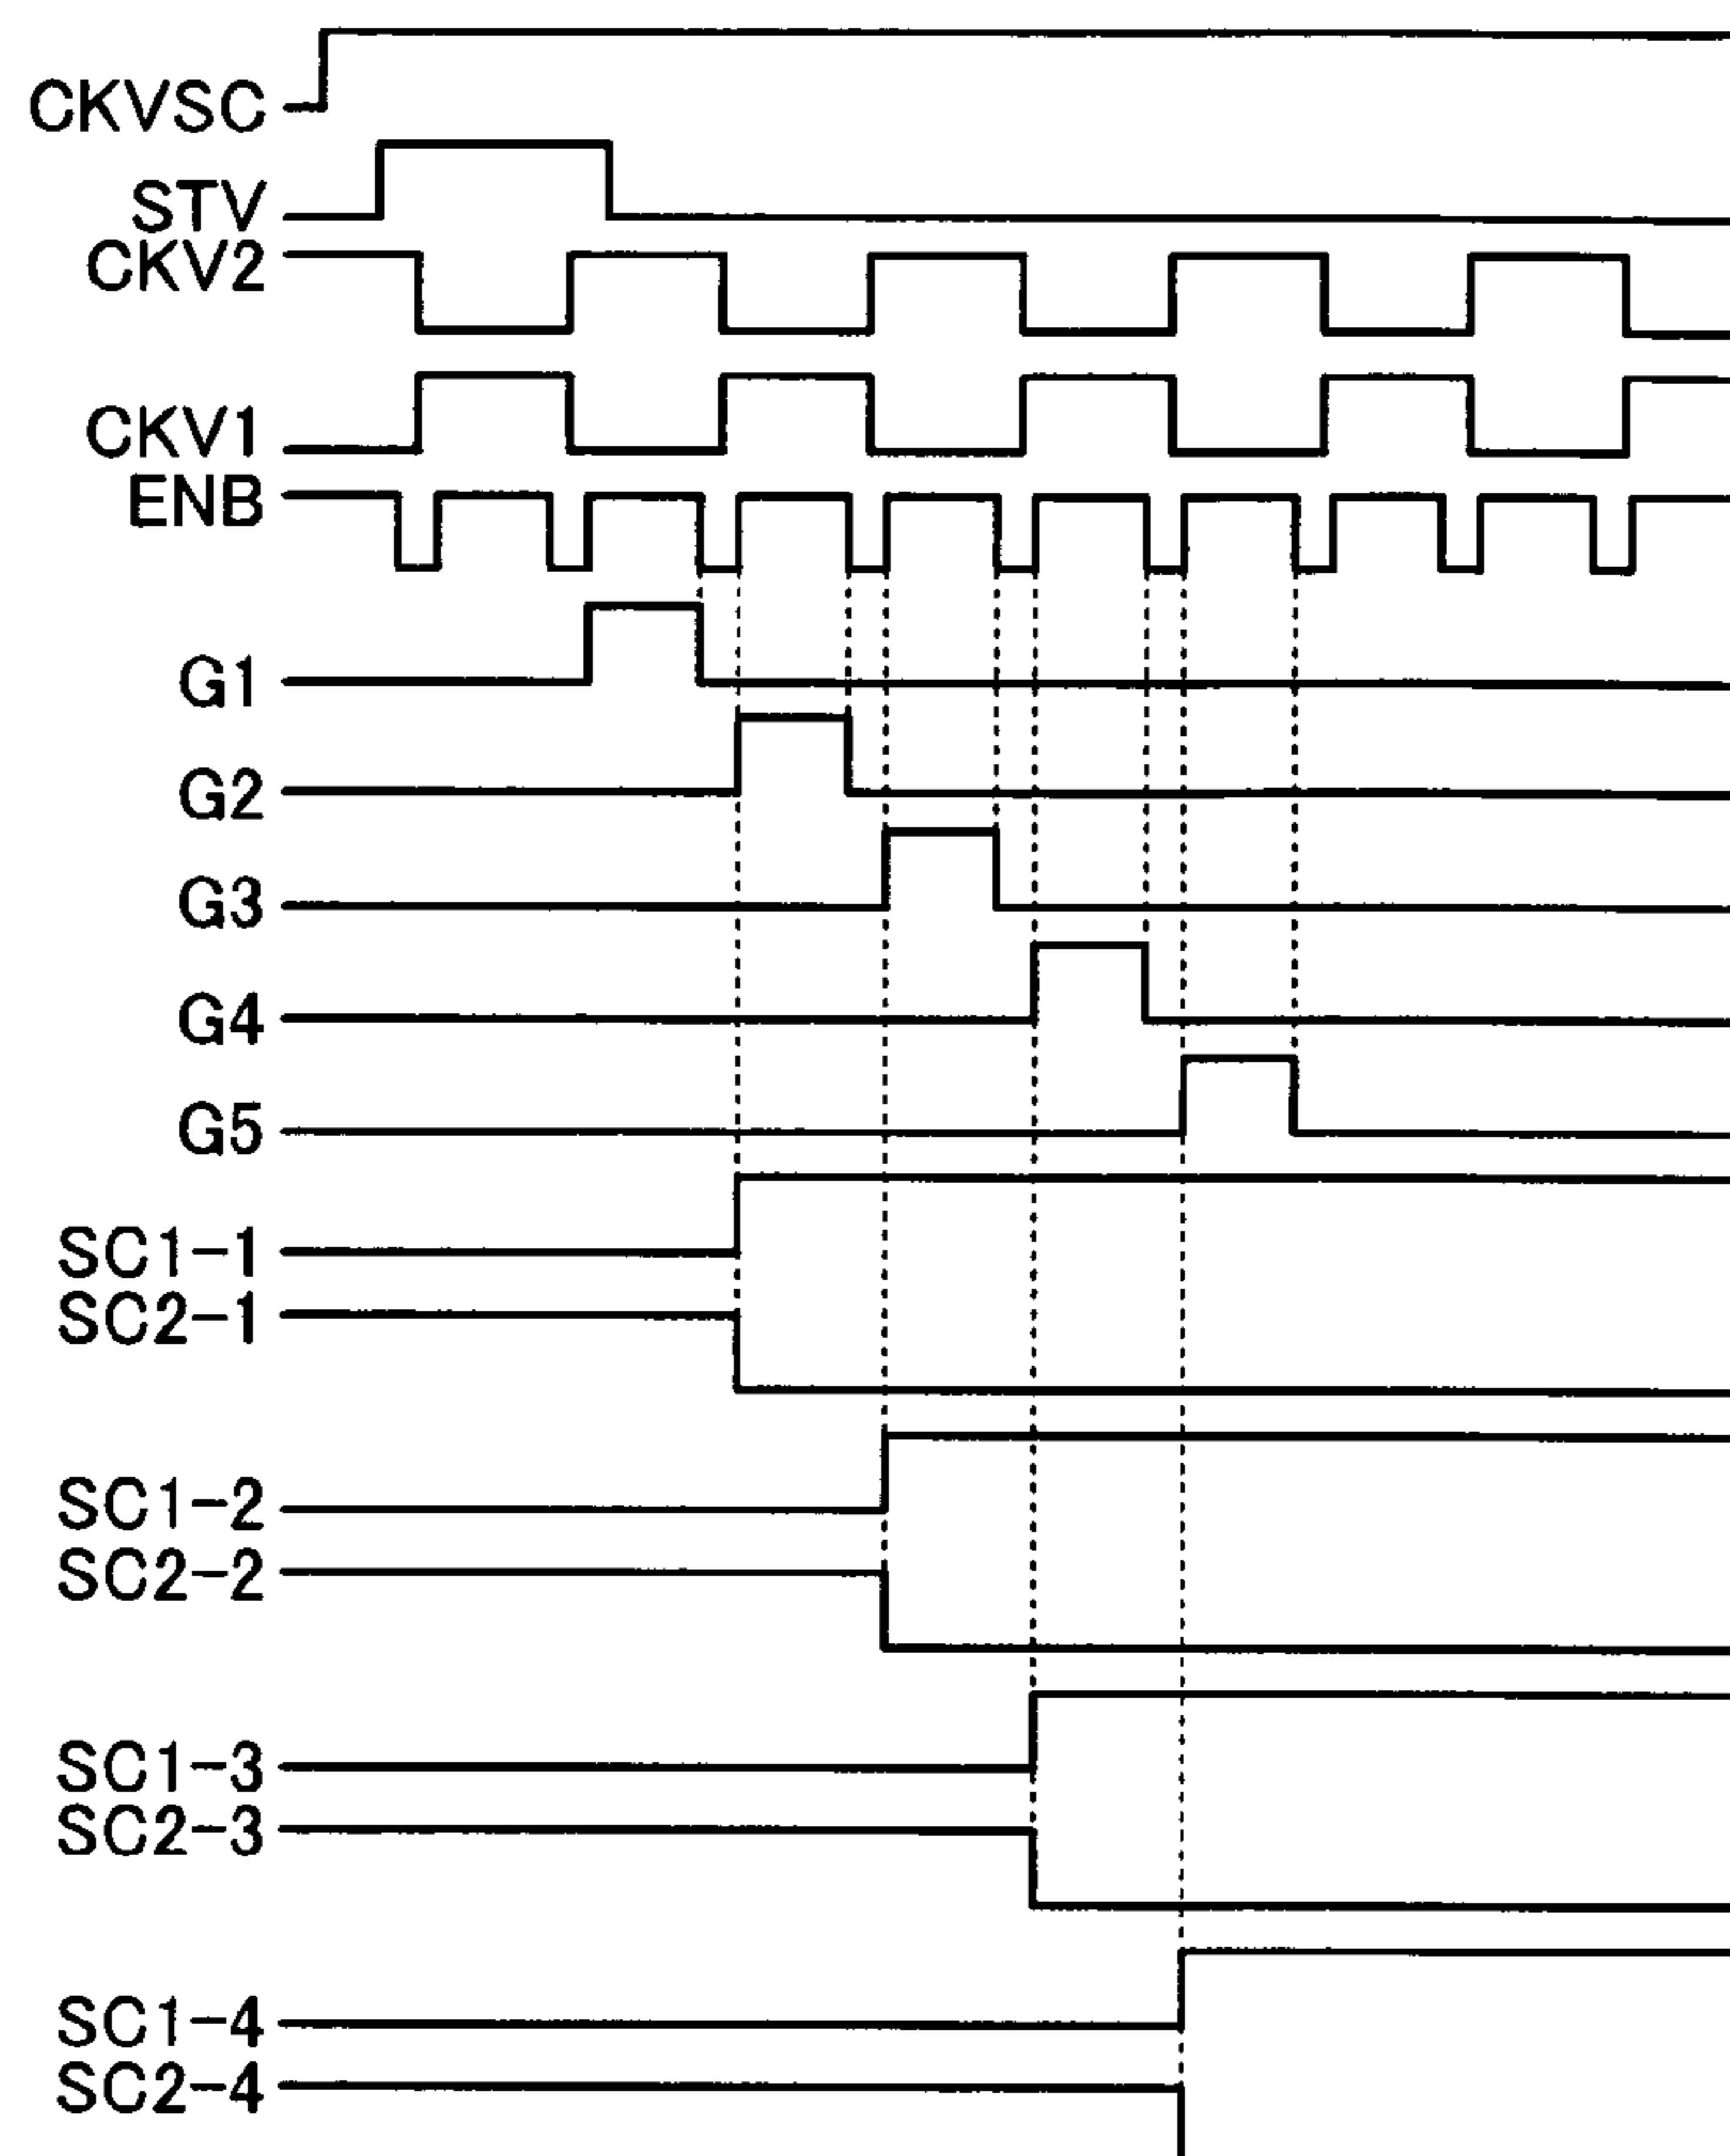 CKVSC
STV
CKV2
CKV1
ENB
G1
G2
G3
G4
G5
SC1-1
SC2-1
SC1-2
SC2-2
SC1-3
SC2-3
SC1-4
SC2-4